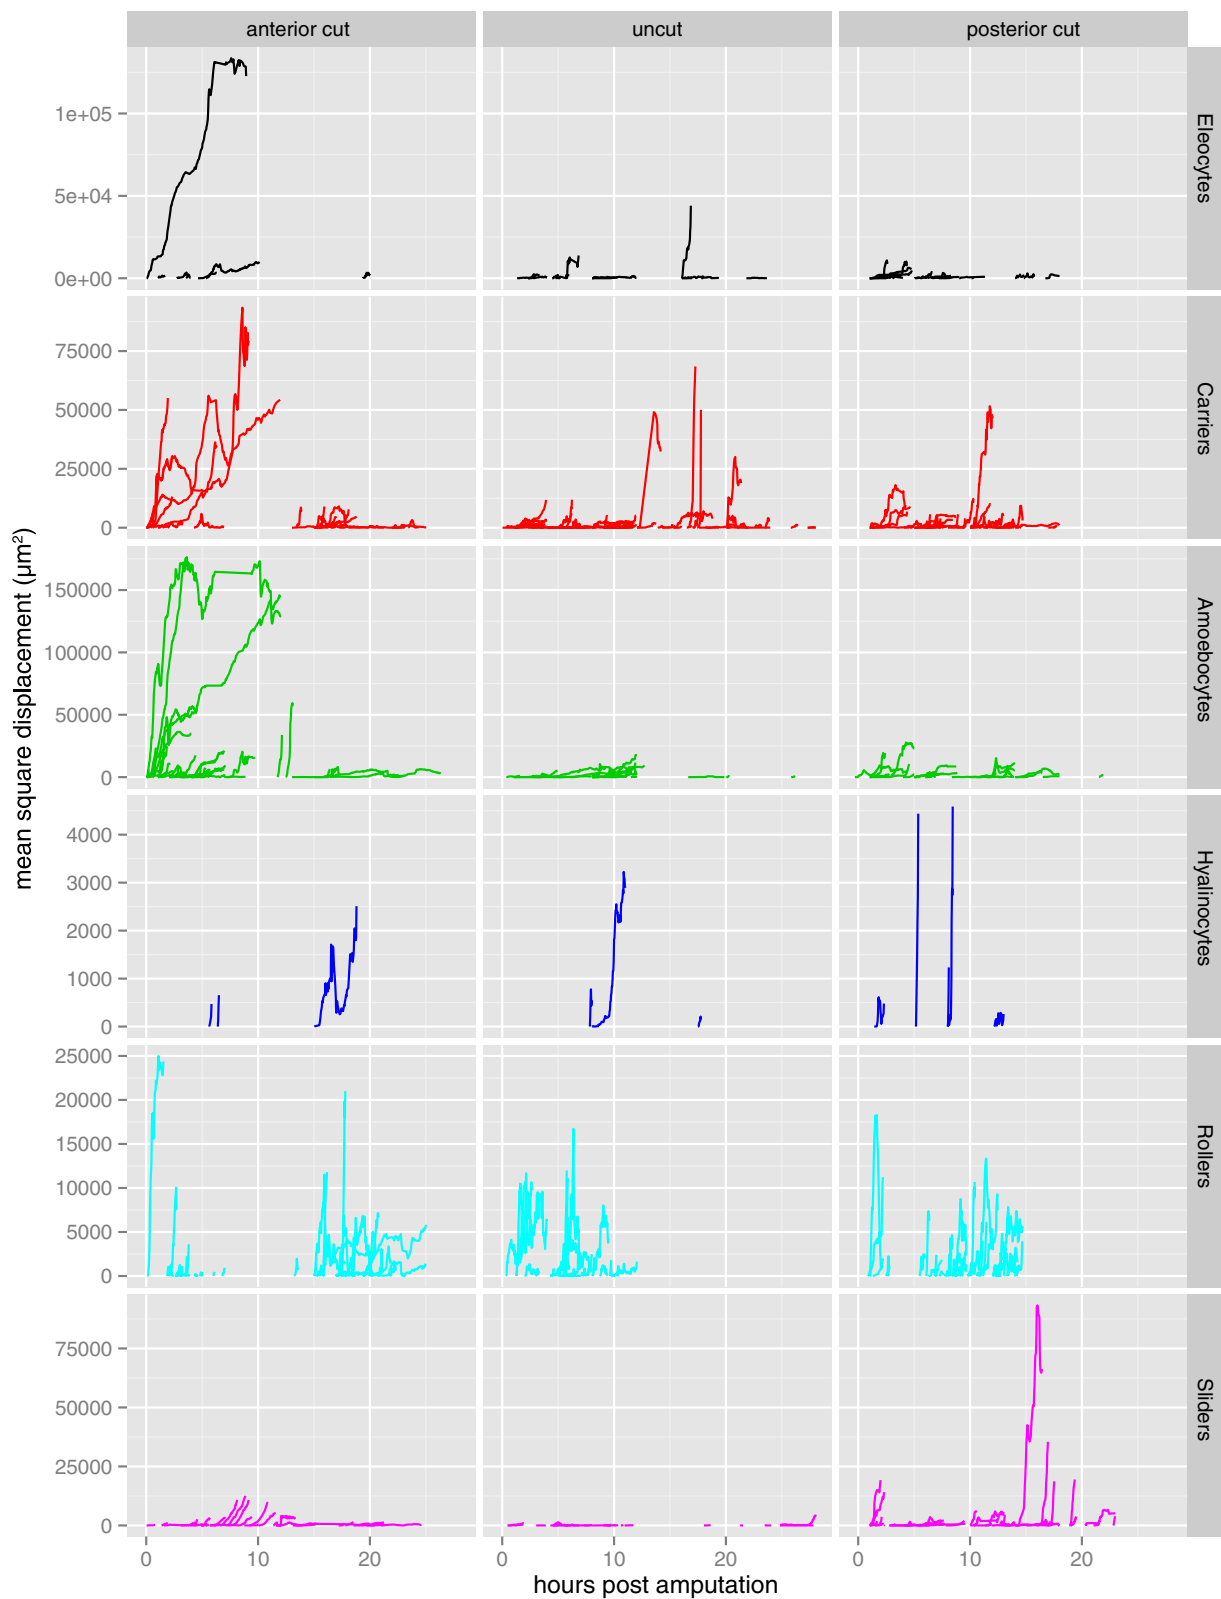 anterior cut uncut posterior cut
1e+05
5e+04
0e+00
Eleocytes
75000
50000
25000
0
Carriers
150000
100000
50000
0
Amoebocytes
4000
3000
2000
1000
0
Hyalinocytes
25000
20000
15000
10000
5000
0
Rollers
75000
50000
25000
0
Sliders
mean square displacement (μm²)
0 10 20 0 10 20 0 10 20
hours post amputation